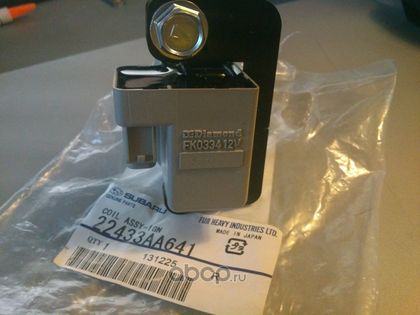 Diamond
FK0334 12V
SUBARU
GENUINE PARTS
FUJI HEAVY INDUSTRIES LTD.
MADE IN JAPAN
COIL ASSY-IGN
22433AA641
QTY 1
131225
R